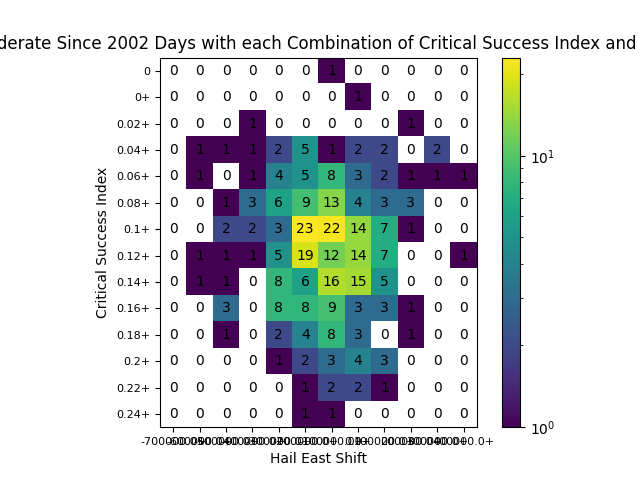 derate Since 2002 Days with each Combination of Critical Success Index and
0 0 0 0 0 0 0 1 0 0 0 0 0
0+ 0 0 0 0 0 0 0 1 0 0 0 0
0.02+ 0 0 0 1 0 0 0 0 0 1 0 0
0.04+ 0 1 1 1 2 5 1 2 2 0 2 0
0.06+ 0 1 0 1 4 5 8 3 2 1 1 1
0.08+ 0 0 1 3 6 9 13 4 3 3 0 0
0.1+ 0 0 2 2 3 23 22 14 7 1 0 0
0.12+ 0 1 1 1 5 19 12 14 7 0 0 1
0.14+ 0 1 1 0 8 6 16 15 5 0 0 0
0.16+ 0 0 3 0 8 8 9 3 3 1 0 0
0.18+ 0 0 1 0 2 4 8 3 0 1 0 0
0.2+ 0 0 0 0 1 2 3 4 3 0 0 0
0.22+ 0 0 0 0 0 1 2 2 1 0 0 0
0.24+ 0 0 0 0 0 1 1 0 0 0 0 0
Critical Success Index
Hail East Shift
10¹
10⁰